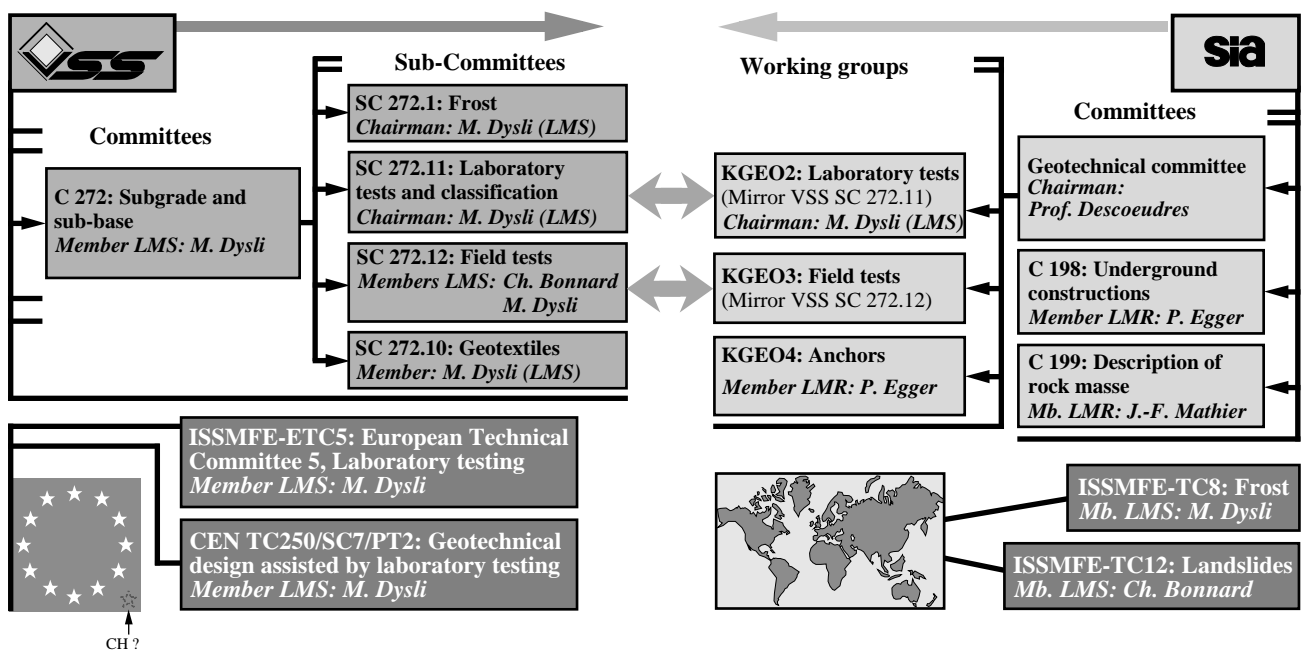 VSS
Committees
C 272: Subgrade and
sub-base
Member LMS: M. Dysli
Sub-Committees
SC 272.1: Frost
Chairman: M. Dysli (LMS)
SC 272.11: Laboratory
tests and classification
Chairman: M. Dysli (LMS)
SC 272.12: Field tests
Members LMS: Ch. Bonnard
M. Dysli
SC 272.10: Geotextiles
Member: M. Dysli (LMS)
Working groups
KGEO2: Laboratory tests
(Mirror VSS SC 272.11)
Chairman: M. Dysli (LMS)
KGEO3: Field tests
(Mirror VSS SC 272.12)
KGEO4: Anchors
Member LMR: P. Egger
sia
Committees
Geotechnical committee
Chairman:
Prof. Descoeudres
C 198: Underground
constructions
Member LMR: P. Egger
C 199: Description of
rock masse
Mb. LMR: J.-F. Mathier
ISSMFE-ETC5: European Technical
Committee 5, Laboratory testing
Member LMS: M. Dysli
CEN TC250/SC7/PT2: Geotechnical
design assisted by laboratory testing
Member LMS: M. Dysli
CH ?
ISSMFE-TC8: Frost
Mb. LMS: M. Dysli
ISSMFE-TC12: Landslides
Mb. LMS: Ch. Bonnard